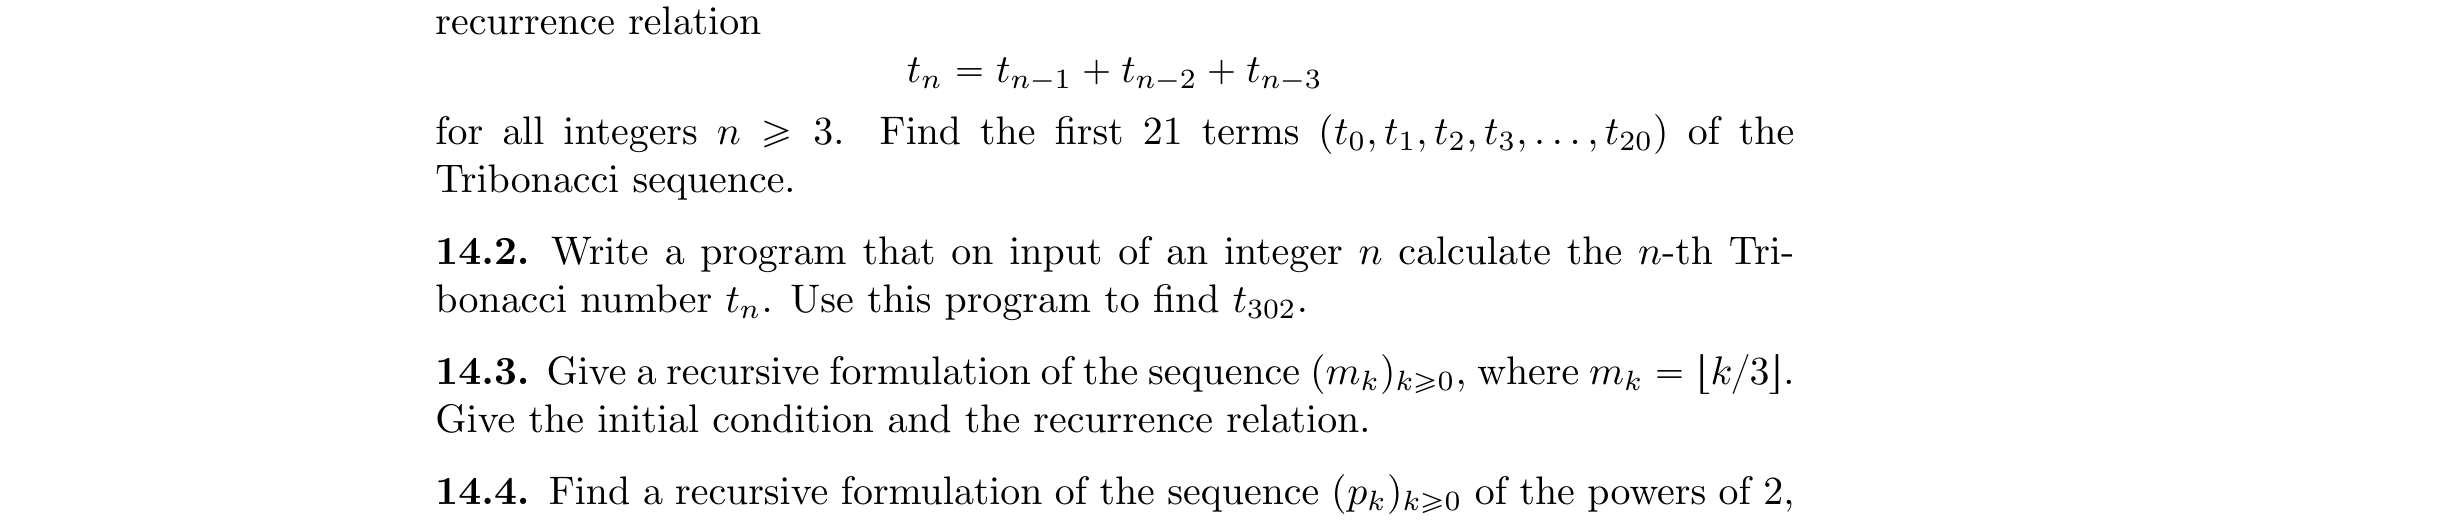 recurrence relation
tₙ = tₙ₋₁ + tₙ₋₂ + tₙ₋₃
for all integers n ⩾ 3. Find the first 21 terms (t₀, t₁, t₂, t₃, . . . , t₂₀) of the
Tribonacci sequence.
14.2. Write a program that on input of an integer n calculate the n-th Tri-
bonacci number tₙ. Use this program to find t₃₀₂.
14.3. Give a recursive formulation of the sequence (mₖ)ₖ⩾₀, where mₖ = ⌊k/3⌋.
Give the initial condition and the recurrence relation.
14.4. Find a recursive formulation of the sequence (pₖ)ₖ⩾₀ of the powers of 2,